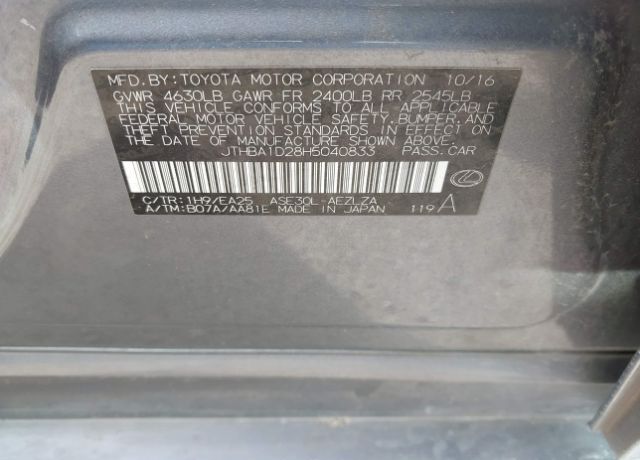 MFD.BY:TOYOTA MOTOR CORPORATION 10/16
GVWR 4630LB GAWR FR 2400LB RR 2545LB
THIS VEHICLE CONFORMS TO ALL APPLICABLE
FEDERAL MOTOR VEHICLE SAFETY,BUMPER,AND
THEFT PREVENTION STANDARDS IN EFFECT ON
THE DATE OF MANUFACTURE SHOWN ABOVE.
JTHBA1D28H5040833 PASS.CAR
C/TR:1H9/EA25 ASE30L-AEZLZA
A/TM:B07A/AA81E MADE IN JAPAN 119 A